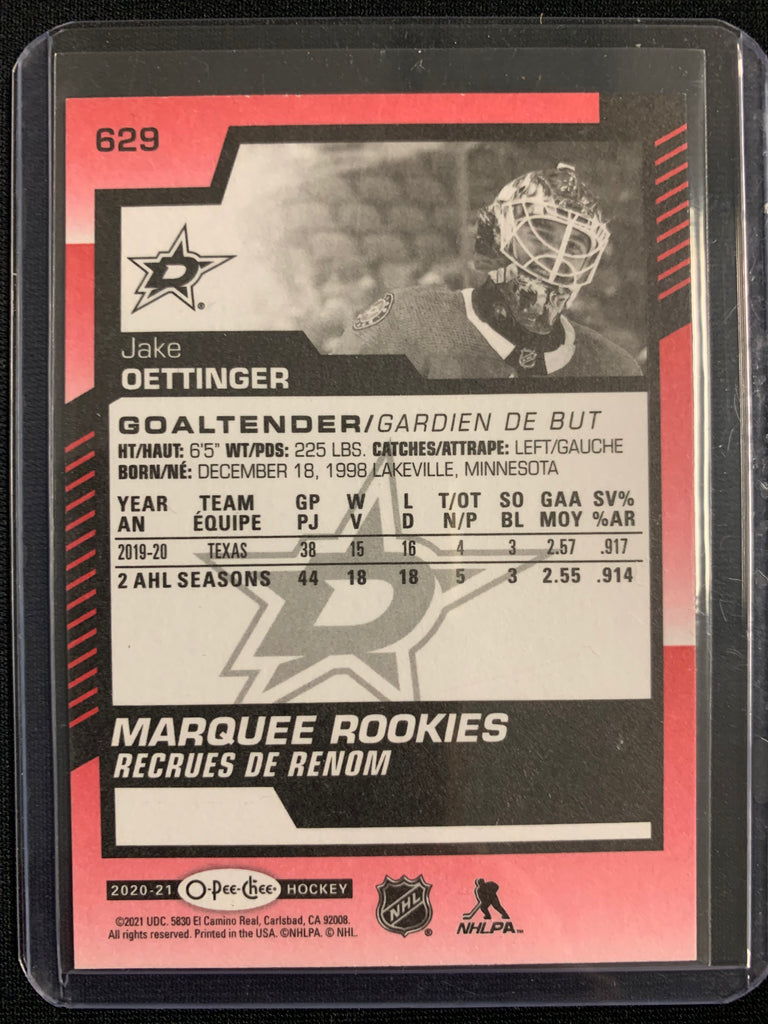 629
D
Jake
OETTINGER
GOALTENDER/GARDIEN DE BUT
HT/HAUT: 6'5" WT/PDS: 225 LBS. CATCHES/ATTRAPE: LEFT/GAUCHE
BORN/NÉ: DECEMBER 18, 1998 LAKEVILLE, MINNESOTA
YEAR TEAM GP W L T/OT SO GAA SV%
AN ÉQUIPE PJ V D N/P BL MOY %AR
2019-20 TEXAS 38 15 16 4 3 2.57 .917
2 AHL SEASONS 44 18 18 5 3 2.55 .914
MARQUEE ROOKIES
RECRUES DE RENOM
2020-21 O-Pee-Chee HOCKEY
NHL
NHLPA™
©2021 UDC. 5830 El Camino Real, Carlsbad, CA 92008.
All rights reserved. Printed in the USA. ©NHLPA. © NHL.